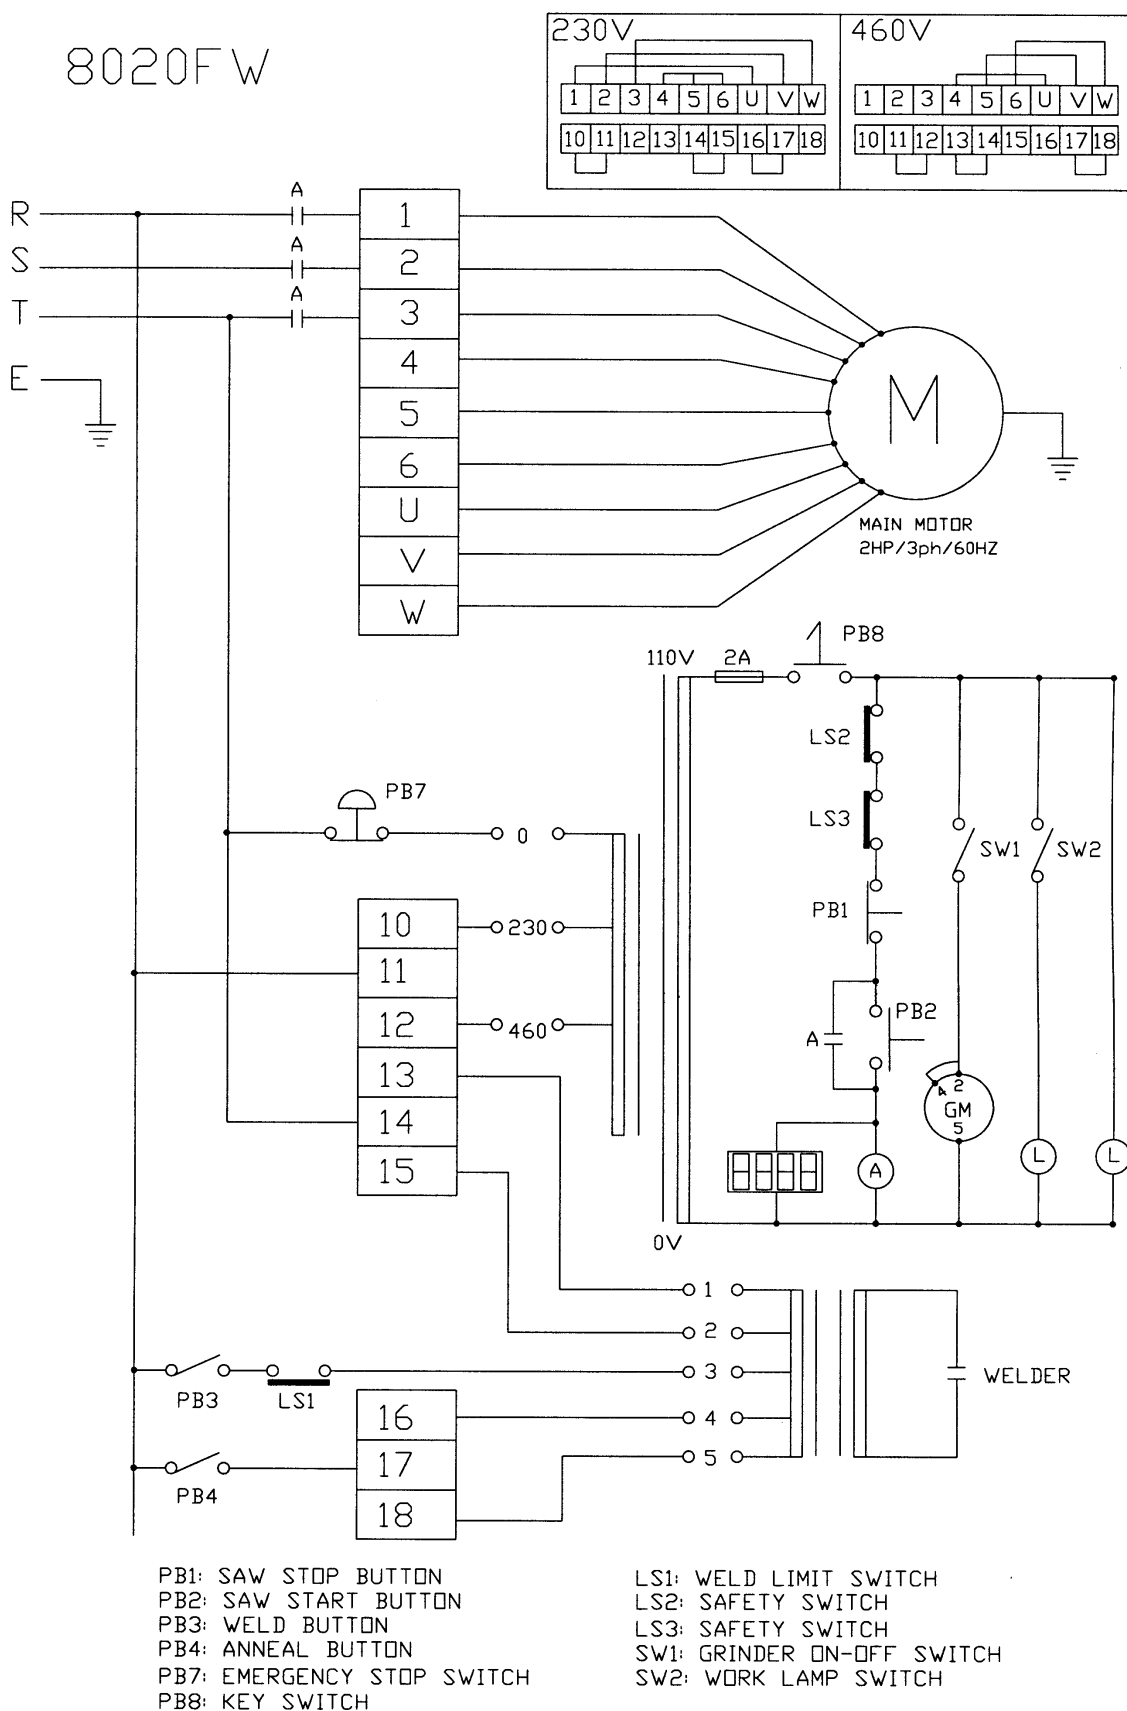 8020FW
230V
1 2 3 4 5 6 U V W
10 11 12 13 14 15 16 17 18
460V
1 2 3 4 5 6 U V W
10 11 12 13 14 15 16 17 18
R
S
T
E
A
A
A
1
2
3
4
5
6
U
V
W
M
MAIN MOTOR
2HP/3ph/60HZ
110V
2A
PB8
LS2
LS3
PB1
SW1
SW2
PB7
0
10
230
11
12
460
13
14
15
A
PB2
2
4
GM
5
A
L
L
0V
1
2
3
4
5
WELDER
PB3
LS1
16
17
18
PB4
PB1: SAW STOP BUTTON
PB2: SAW START BUTTON
PB3: WELD BUTTON
PB4: ANNEAL BUTTON
PB7: EMERGENCY STOP SWITCH
PB8: KEY SWITCH
LS1: WELD LIMIT SWITCH
LS2: SAFETY SWITCH
LS3: SAFETY SWITCH
SW1: GRINDER ON-OFF SWITCH
SW2: WORK LAMP SWITCH